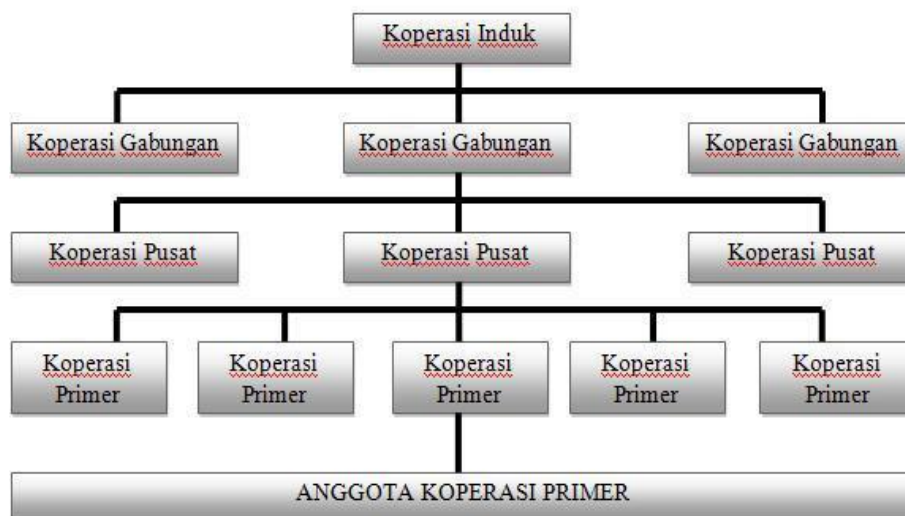 Koperasi Induk
Koperasi Gabungan
Koperasi Gabungan
Koperasi Gabungan
Koperasi Pusat
Koperasi Pusat
Koperasi Pusat
Koperasi
Primer
Koperasi
Primer
Koperasi
Primer
Koperasi
Primer
Koperasi
Primer
ANGGOTA KOPERASI PRIMER